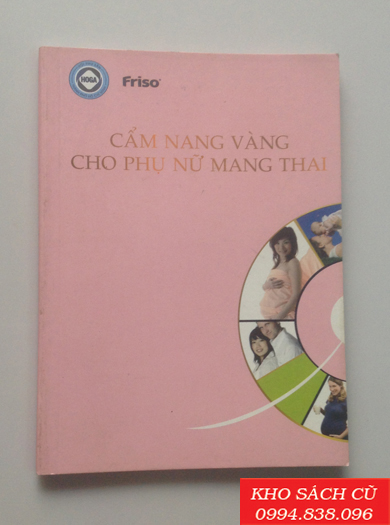 HOGA
Friso
CẨM NANG VÀNG
CHO PHỤ NỮ MANG THAI
KHO SÁCH CŨ
0994.838.096